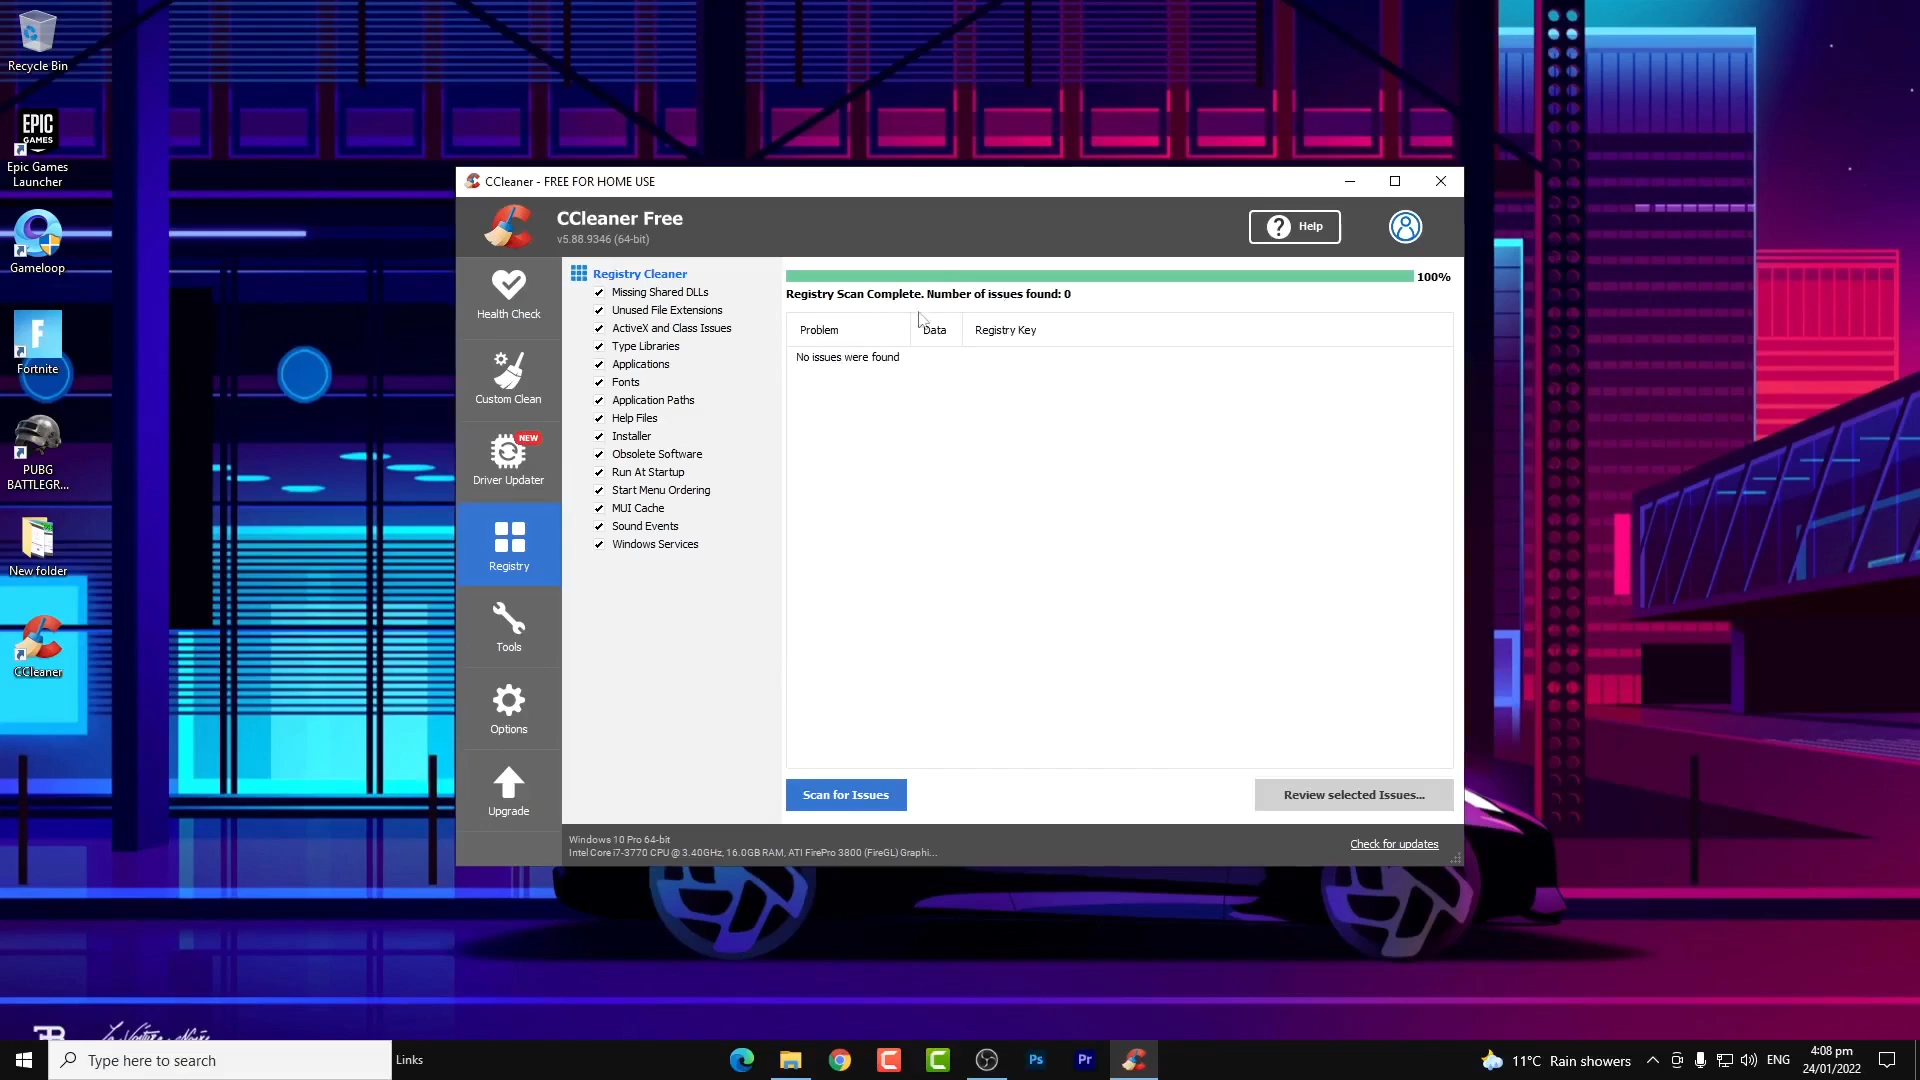 Recycle Bin
EPIC
GAMES
Epic Games
Launcher
Gameloop
Fortnite
PUBG
BATTLEGR...
New folder
CCleaner
CCleaner - FREE FOR HOME USE
CCleaner Free
v5.88.9346 (64-bit)
Help
Health Check
Custom Clean
NEW
Driver Updater
Registry
Tools
Options
Upgrade
Registry Cleaner
Missing Shared DLLs
Unused File Extensions
ActiveX and Class Issues
Type Libraries
Applications
Fonts
Application Paths
Help Files
Installer
Obsolete Software
Run At Startup
Start Menu Ordering
MUI Cache
Sound Events
Windows Services
100%
Registry Scan Complete. Number of issues found: 0
Problem Data Registry Key
No issues were found
Scan for Issues
Review selected Issues...
Windows 10 Pro 64-bit
Intel Core i7-3770 CPU @ 3.40GHz, 16.0GB RAM, ATI FirePro 3800 (FireGL) Graphi...
Check for updates
Type here to search
Links
Ps
Pr
11°C Rain showers
ENG
4:08 pm
24/01/2022